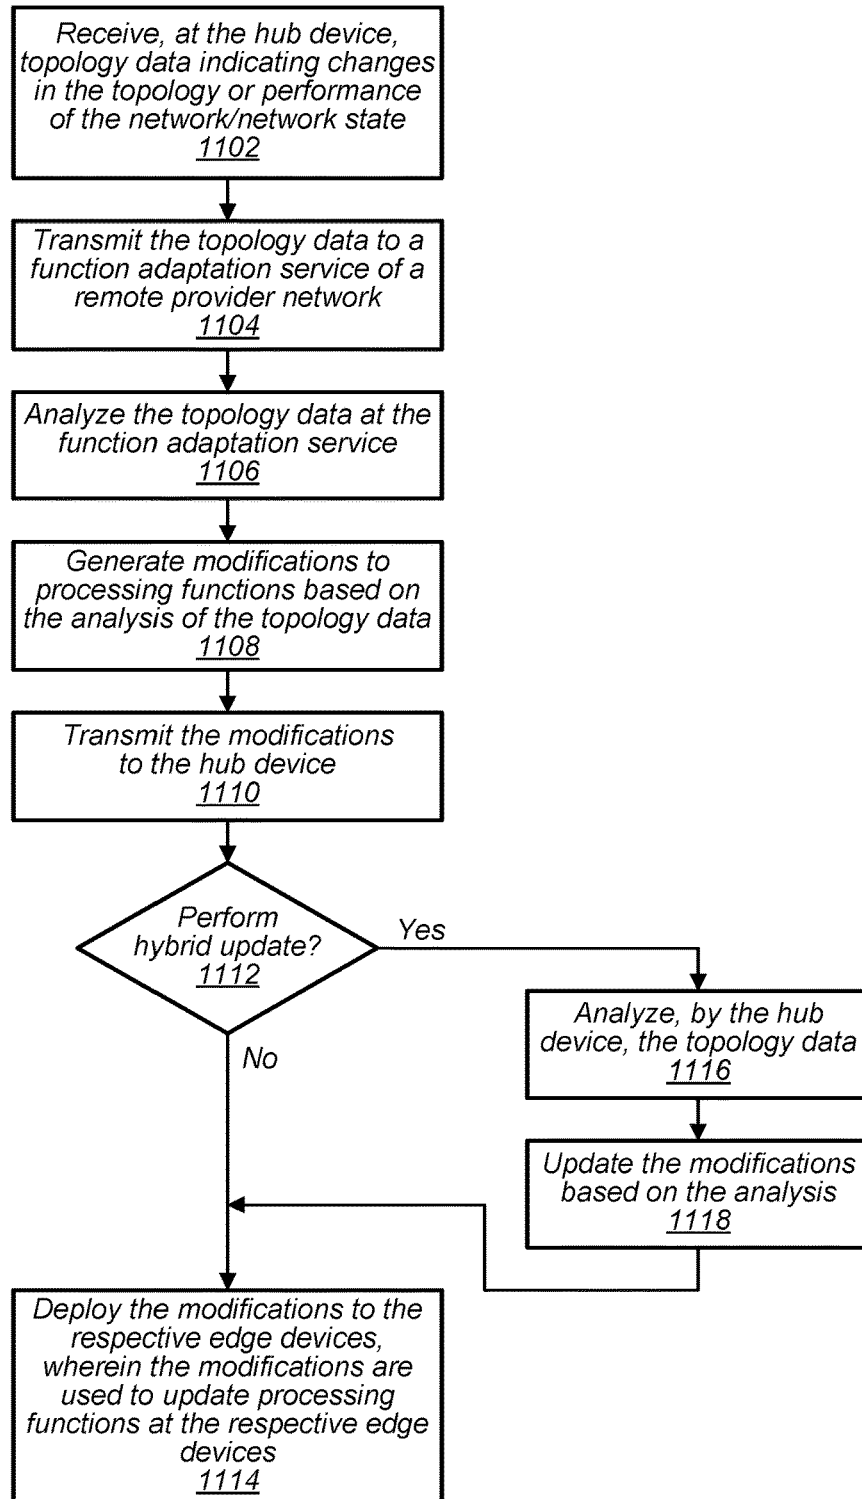 Receive, at the hub device,
topology data indicating changes
in the topology or performance
of the network/network state
1102
Transmit the topology data to a
function adaptation service of a
remote provider network
1104
Analyze the topology data at the
function adaptation service
1106
Generate modifications to
processing functions based on
the analysis of the topology data
1108
Transmit the modifications
to the hub device
1110
Perform
hybrid update?
1112
Yes
No
Analyze, by the hub
device, the topology data
1116
Update the modifications
based on the analysis
1118
Deploy the modifications to the
respective edge devices,
wherein the modifications are
used to update processing
functions at the respective edge
devices
1114